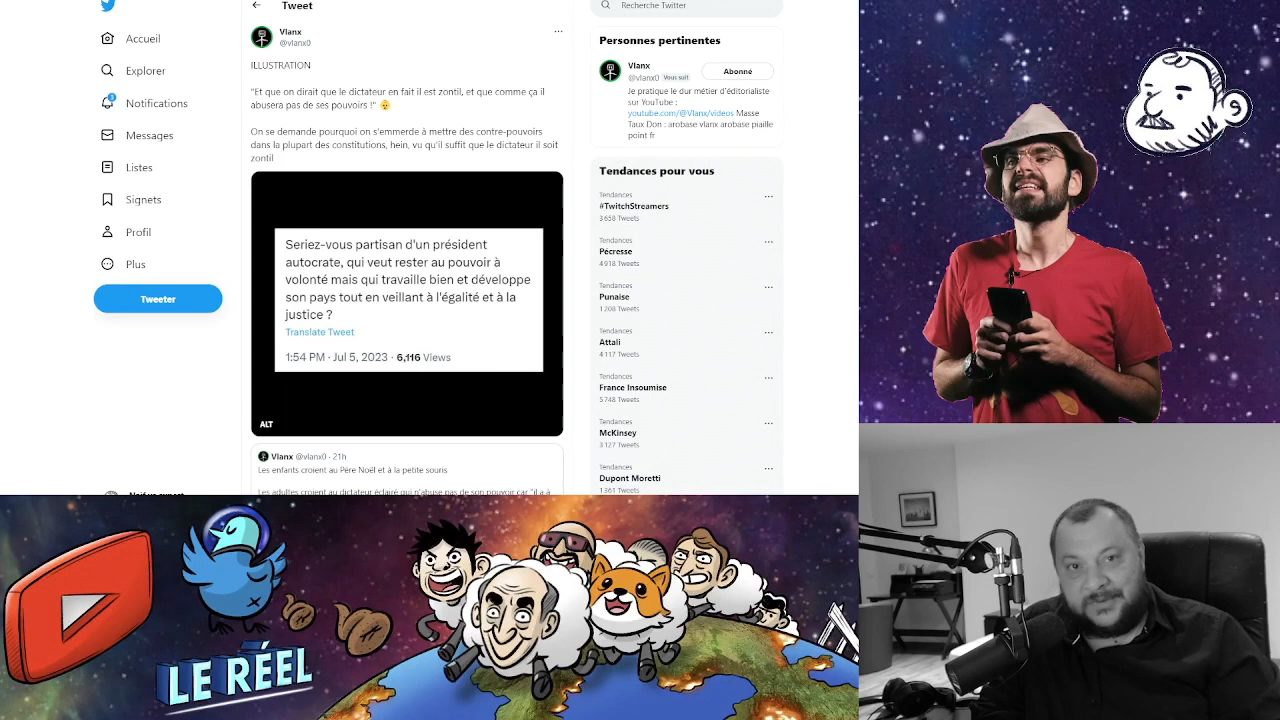 Tweet
Recherche Twitter
Accueil
Explorer
Notifications
Messages
Listes
Signets
Profil
Plus
Tweeter
Vlanx
@vlanx0
ILLUSTRATION
"Et que on dirait que le dictateur en fait il est zontil, et que comme ça il
abusera pas de ses pouvoirs !"
On se demande pourquoi on s'emmerde à mettre des contre-pouvoirs
dans la plupart des constitutions, hein, vu qu'il suffit que le dictateur il soit
zontil
Seriez-vous partisan d'un président
autocrate, qui veut rester au pouvoir à
volonté mais qui travaille bien et développe
son pays tout en veillant à l'égalité et à la
justice ?
Translate Tweet
1:54 PM · Jul 5, 2023 · 6,116 Views
ALT
Vlanx @vlanx0 · 21h
Les enfants croient au Père Noël et à la petite souris
Les adultes croient au dictateur éclairé qui n'abuse pas de son pouvoir car "il a à
Personnes pertinentes
Vlanx
@vlanx0 Vous suit
Abonné
Je pratique le dur métier d'éditorialiste
sur YouTube :
youtube.com/@Vlanx/videos Masse
Taux Don : arobase vlanx arobase piaille
point fr
Tendances pour vous
Tendances
#TwitchStreamers
3 658 Tweets
Tendances
Pécresse
4 918 Tweets
Tendances
Punaise
1 208 Tweets
Tendances
Attali
4 117 Tweets
Tendances
France Insoumise
5 748 Tweets
Tendances
McKinsey
3 127 Tweets
Tendances
Dupont Moretti
1 361 Tweets
LE RÉEL